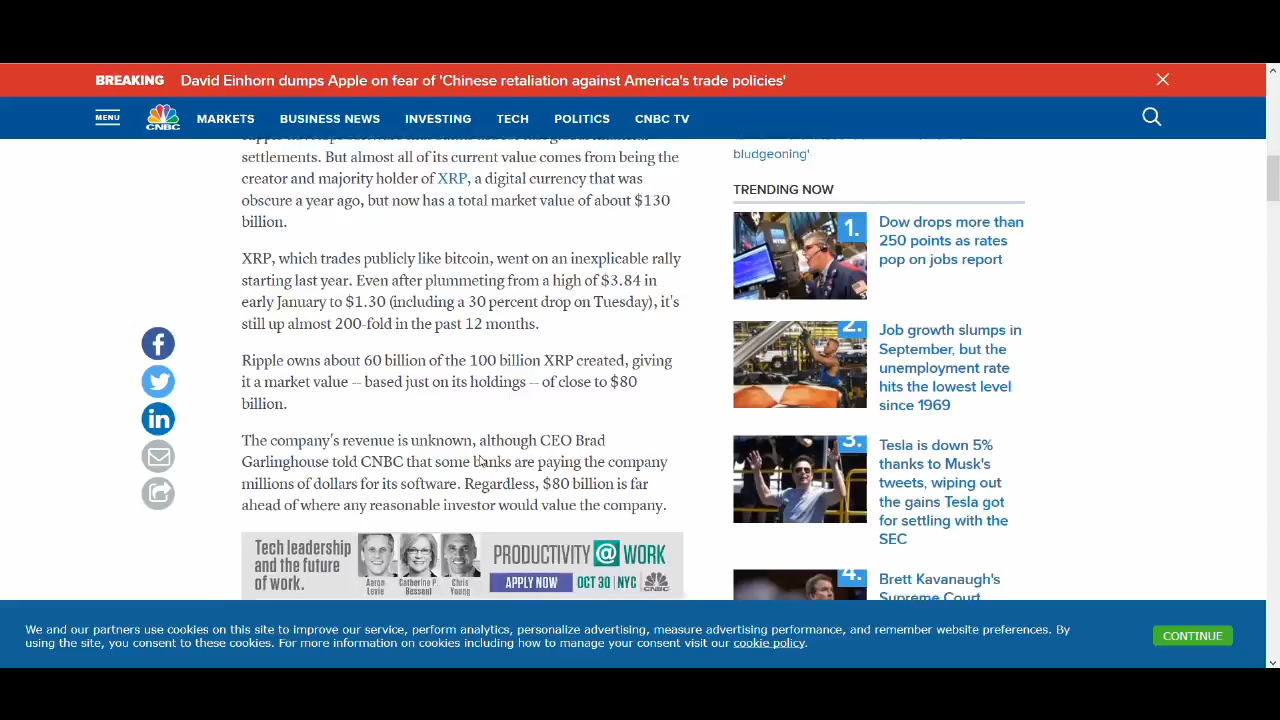 BREAKING David Einhorn dumps Apple on fear of 'Chinese retaliation against America's trade policies'
MENU CNBC MARKETS BUSINESS NEWS INVESTING TECH POLITICS CNBC TV
settlements. But almost all of its current value comes from being the
creator and majority holder of XRP, a digital currency that was
obscure a year ago, but now has a total market value of about $130
billion.
XRP, which trades publicly like bitcoin, went on an inexplicable rally
starting last year. Even after plummeting from a high of $3.84 in
early January to $1.30 (including a 30 percent drop on Tuesday), it's
still up almost 200-fold in the past 12 months.
Ripple owns about 60 billion of the 100 billion XRP created, giving
it a market value -- based just on its holdings -- of close to $80
billion.
The company's revenue is unknown, although CEO Brad
Garlinghouse told CNBC that some banks are paying the company
millions of dollars for its software. Regardless, $80 billion is far
ahead of where any reasonable investor would value the company.
Tech leadership
and the future
of work.
Aaron
Levie
Catherine P.
Bessant
Chris
Young
PRODUCTIVITY @ WORK
APPLY NOW OCT 30 | NYC
CNBC
bludgeoning'
TRENDING NOW
1.
Dow drops more than
250 points as rates
pop on jobs report
2.
Job growth slumps in
September, but the
unemployment rate
hits the lowest level
since 1969
3.
Tesla is down 5%
thanks to Musk's
tweets, wiping out
the gains Tesla got
for settling with the
SEC
4.
Brett Kavanaugh's
Supreme Court
We and our partners use cookies on this site to improve our service, perform analytics, personalize advertising, measure advertising performance, and remember website preferences. By
using the site, you consent to these cookies. For more information on cookies including how to manage your consent visit our cookie policy.
CONTINUE